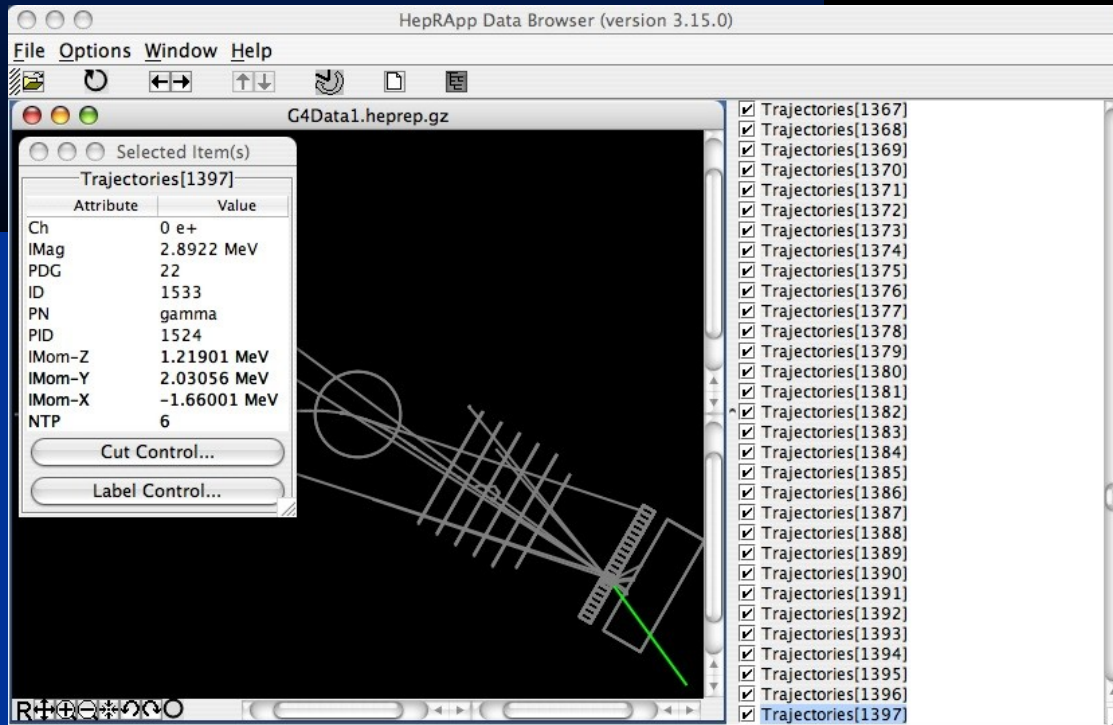 HepRApp Data Browser (version 3.15.0)
File Options Window Help
G4Data1.heprep.gz
Selected Item(s)
Trajectories[1397]
Attribute Value
Ch 0 e+
IMag 2.8922 MeV
PDG 22
ID 1533
PN gamma
PID 1524
IMom-Z 1.21901 MeV
IMom-Y 2.03056 MeV
IMom-X -1.66001 MeV
NTP 6
Cut Control...
Label Control...
R
Trajectories[1367]
Trajectories[1368]
Trajectories[1369]
Trajectories[1370]
Trajectories[1371]
Trajectories[1372]
Trajectories[1373]
Trajectories[1374]
Trajectories[1375]
Trajectories[1376]
Trajectories[1377]
Trajectories[1378]
Trajectories[1379]
Trajectories[1380]
Trajectories[1381]
Trajectories[1382]
Trajectories[1383]
Trajectories[1384]
Trajectories[1385]
Trajectories[1386]
Trajectories[1387]
Trajectories[1388]
Trajectories[1389]
Trajectories[1390]
Trajectories[1391]
Trajectories[1392]
Trajectories[1393]
Trajectories[1394]
Trajectories[1395]
Trajectories[1396]
Trajectories[1397]